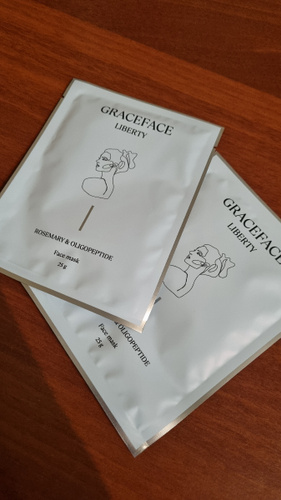 GRACEFACE
LIBERTY
ROSEMARY & OLIGOPEPTIDE
Face mask
25 g
GRACEFACE
LIBERTY
& OLIGOPEPTIDE
Face mask
25 g